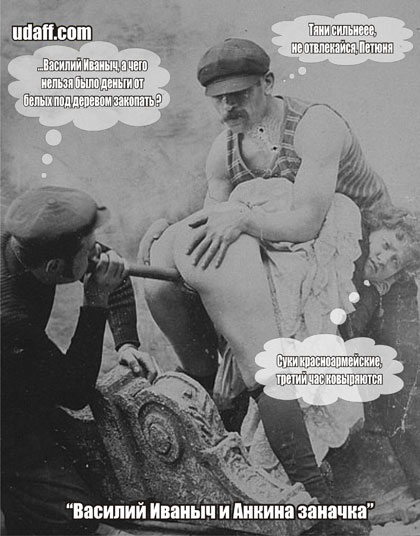 udaff.com
...Василий Иваныч, а чего
нельзя было деньги от
белых под деревом закопать?
Тяни сильнеее,
не отвлекайся, Петюня
Суки красноармейские,
третий час ковыряются
“Василий Иваныч и Анкина заначка”